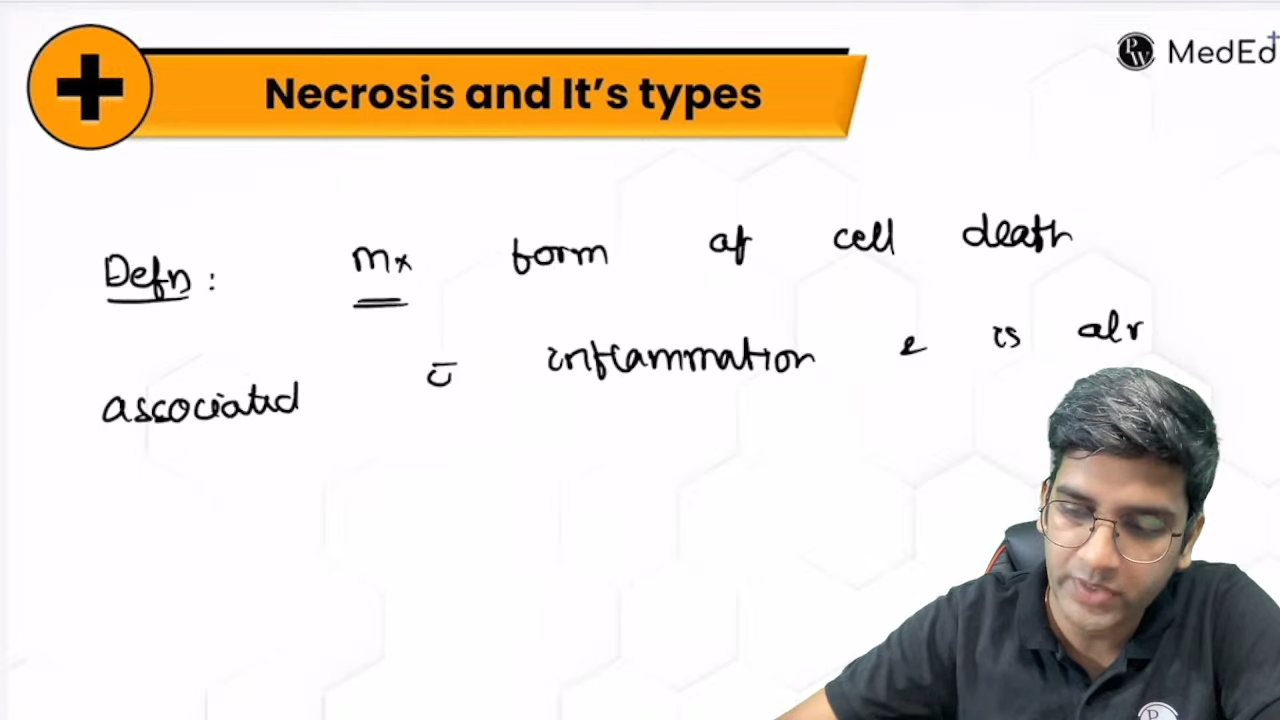 MedEd
Necrosis and It's types
Defn : Mx form of cell death
associated c̄ inflammation & is alr